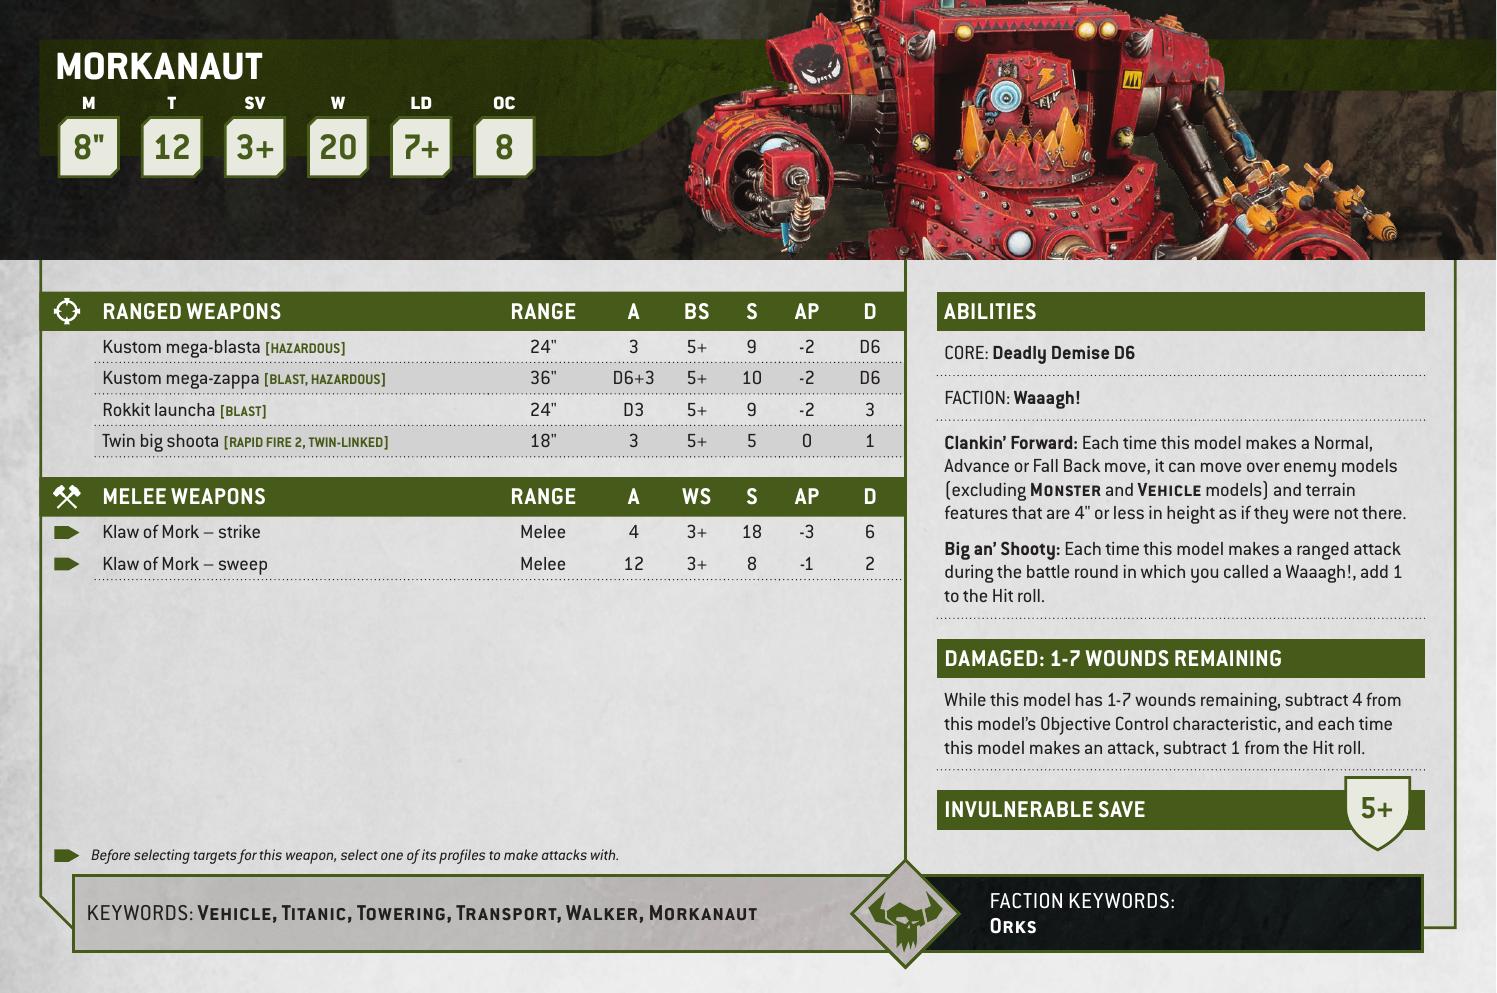 MORKANAUT
M T SV W LD OC
8" 12 3+ 20 7+ 8
RANGED WEAPONS RANGE A BS S AP D
Kustom mega-blasta [HAZARDOUS] 24" 3 5+ 9 -2 D6
Kustom mega-zappa [BLAST, HAZARDOUS] 36" D6+3 5+ 10 -2 D6
Rokkit launcha [BLAST] 24" D3 5+ 9 -2 3
Twin big shoota [RAPID FIRE 2, TWIN-LINKED] 18" 3 5+ 5 0 1
MELEE WEAPONS RANGE A WS S AP D
Klaw of Mork – strike Melee 4 3+ 18 -3 6
Klaw of Mork – sweep Melee 12 3+ 8 -1 2
Before selecting targets for this weapon, select one of its profiles to make attacks with.
ABILITIES
CORE: Deadly Demise D6
FACTION: Waaagh!
Clankin’ Forward: Each time this model makes a Normal,
Advance or Fall Back move, it can move over enemy models
(excluding MONSTER and VEHICLE models) and terrain
features that are 4" or less in height as if they were not there.
Big an’ Shooty: Each time this model makes a ranged attack
during the battle round in which you called a Waaagh!, add 1
to the Hit roll.
DAMAGED: 1-7 WOUNDS REMAINING
While this model has 1-7 wounds remaining, subtract 4 from
this model’s Objective Control characteristic, and each time
this model makes an attack, subtract 1 from the Hit roll.
INVULNERABLE SAVE 5+
KEYWORDS: VEHICLE, TITANIC, TOWERING, TRANSPORT, WALKER, MORKANAUT
FACTION KEYWORDS:
ORKS